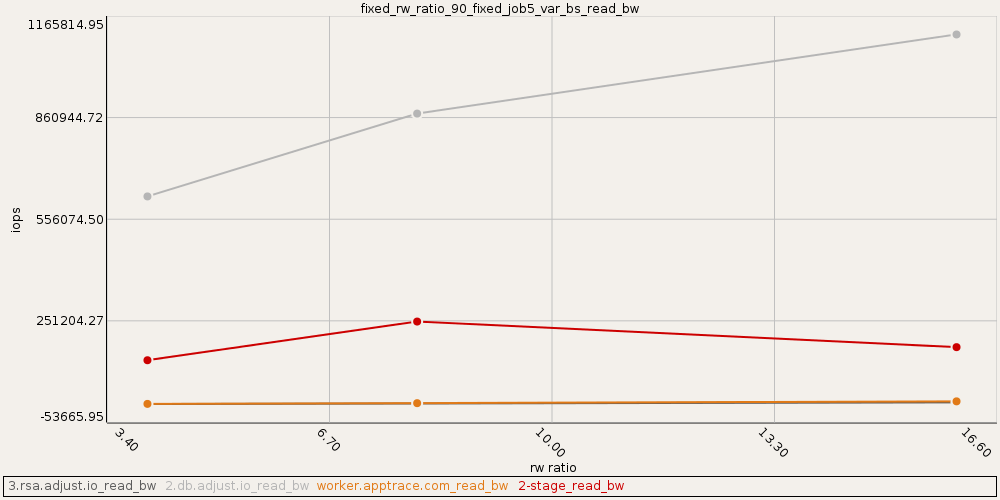 fixed_rw_ratio_90_fixed_job5_var_bs_read_bw
1165814.95
860944.72
556074.50
251204.27
-53665.95
iops
3.40
6.70
10.00
13.30
16.60
rw ratio
3.rsa.adjust.io_read_bw 2.db.adjust.io_read_bw worker.apptrace.com_read_bw 2-stage_read_bw